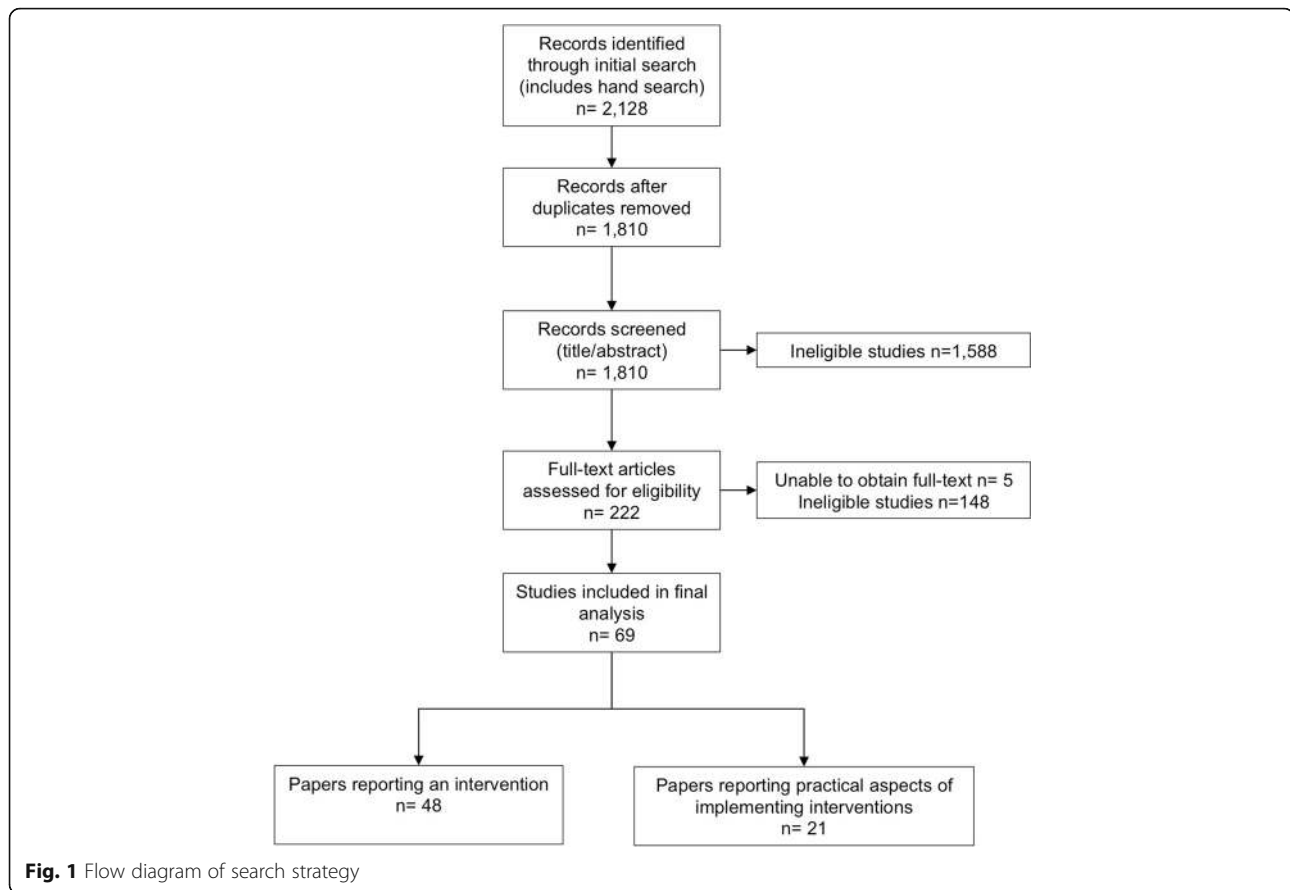 Records identified
through initial search
(includes hand search)
n= 2,128
Records after
duplicates removed
n= 1,810
Records screened
(title/abstract)
n= 1,810
Ineligible studies n=1,588
Full-text articles
assessed for eligibility
n= 222
Unable to obtain full-text n= 5
Ineligible studies n=148
Studies included in final
analysis
n= 69
Papers reporting an intervention
n= 48
Papers reporting practical aspects of
implementing interventions
n= 21
Fig. 1 Flow diagram of search strategy